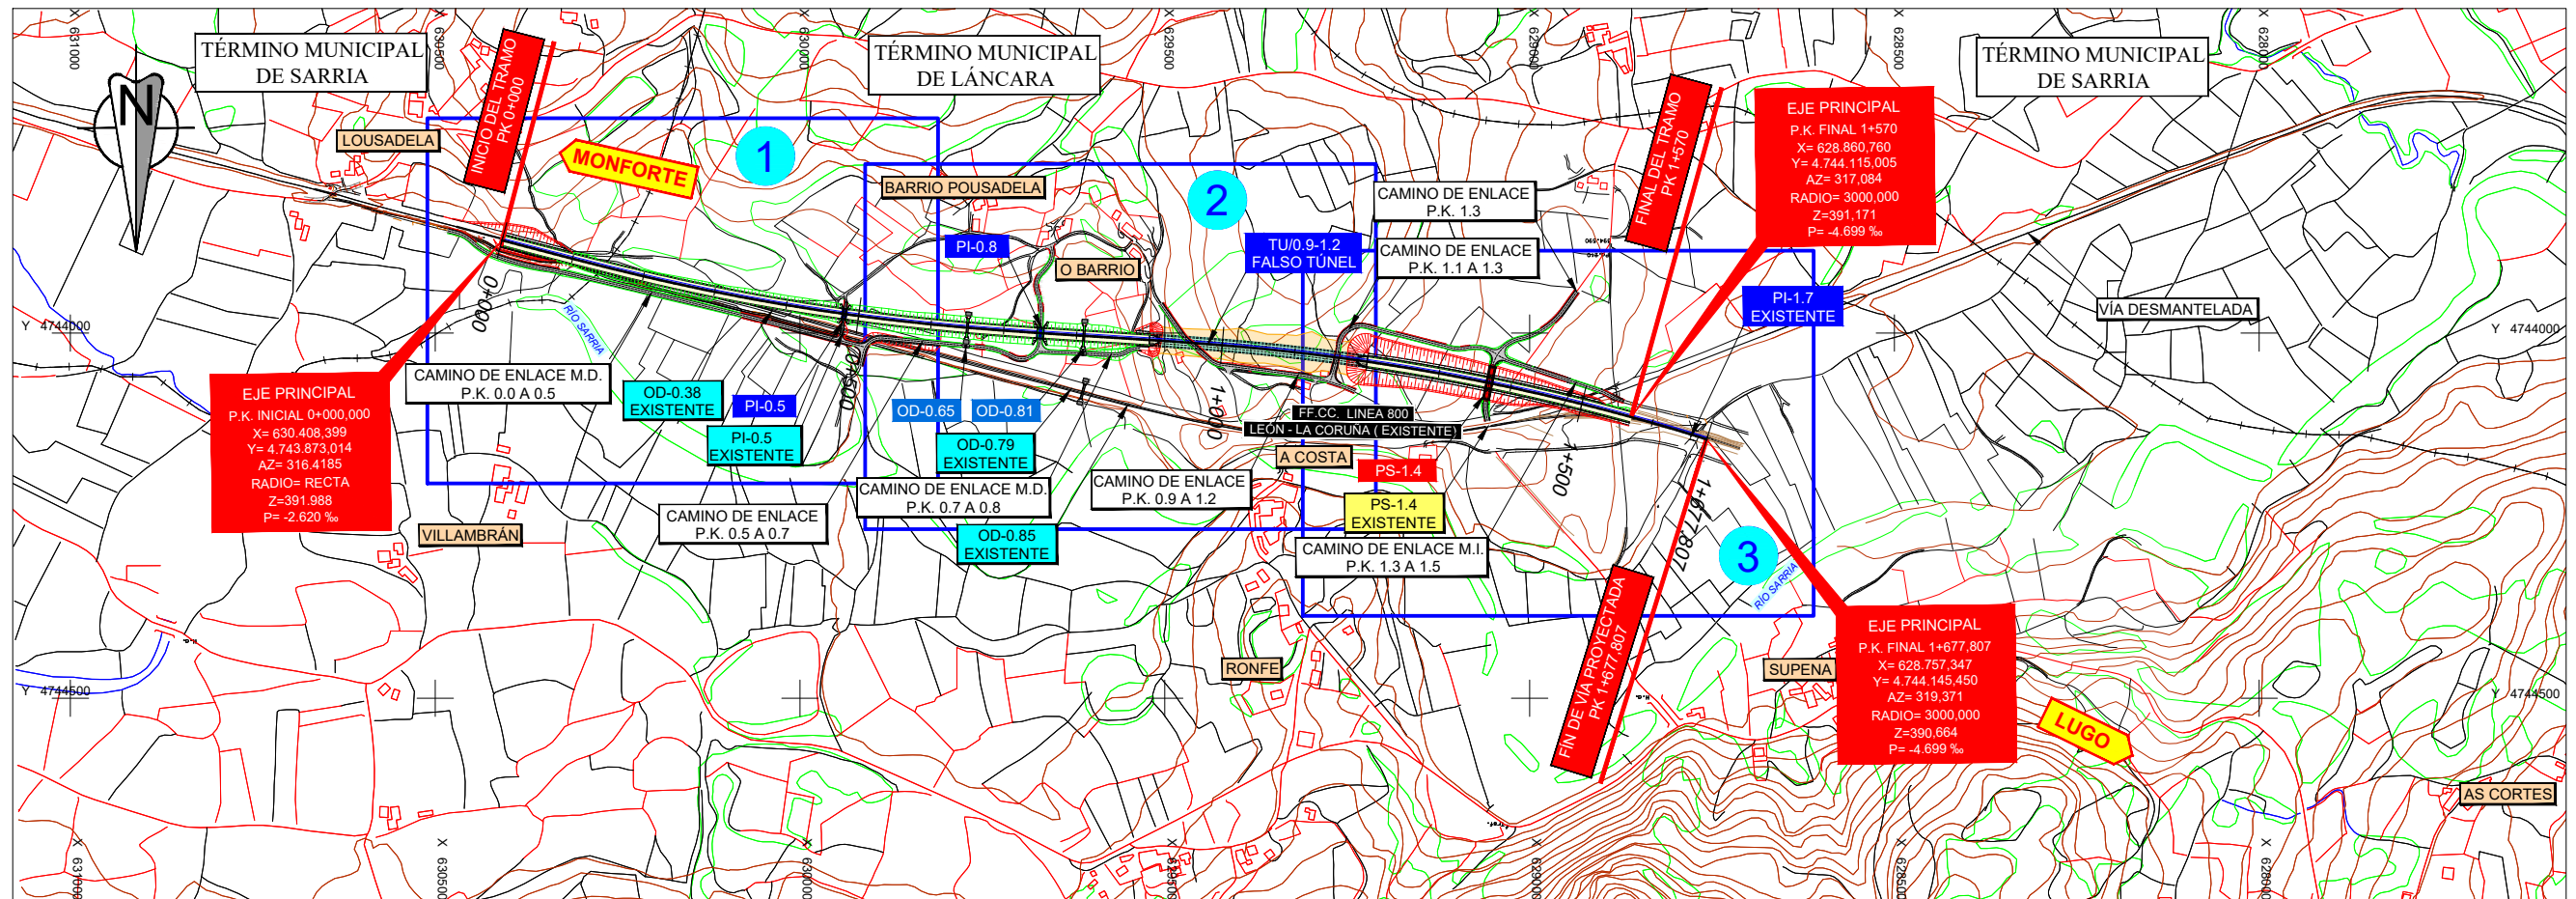 X 631000
X 630500
X 630000
X 629500
X 629000
X 628500
X 628000
TÉRMINO MUNICIPAL
DE SARRIA
TÉRMINO MUNICIPAL
DE LÁNCARA
TÉRMINO MUNICIPAL
DE SARRIA
N
LOUSADELA
INICIO DEL TRAMO
PK 0+000
MONFORTE
1
BARRIO POUSADELA
PI-0.8
O BARRIO
2
TU/0.9-1.2
FALSO TÚNEL
CAMINO DE ENLACE
P.K. 1.3
CAMINO DE ENLACE
P.K. 1.1 A 1.3
FINAL DEL TRAMO
PK 1+570
EJE PRINCIPAL
P.K. FINAL 1+570
X= 628.860,760
Y= 4.744.115,005
AZ= 317,084
RADIO= 3000,000
Z=391,171
P= -4.699 ‰
PI-1.7
EXISTENTE
VÍA DESMANTELADA
Y 4744000
Y 4744000
0+000
RÍO SARRIA
0+500
1+000
1+500
1+677,807
EJE PRINCIPAL
P.K. INICIAL 0+000,000
X= 630.408,399
Y= 4.743.873,014
AZ= 316.4185
RADIO= RECTA
Z=391.988
P= -2.620 ‰
CAMINO DE ENLACE M.D.
P.K. 0.0 A 0.5
OD-0.38
EXISTENTE
PI-0.5
PI-0.5
EXISTENTE
OD-0.65
OD-0.81
OD-0.79
EXISTENTE
FF.CC. LINEA 800
LEÓN - LA CORUÑA ( EXISTENTE)
A COSTA
PS-1.4
PS-1.4
EXISTENTE
CAMINO DE ENLACE M.D.
P.K. 0.7 A 0.8
CAMINO DE ENLACE
P.K. 0.9 A 1.2
CAMINO DE ENLACE
P.K. 0.5 A 0.7
OD-0.85
EXISTENTE
CAMINO DE ENLACE M.I.
P.K. 1.3 A 1.5
VILLAMBRÁN
3
RÍO SARRIA
FIN DE VÍA PROYECTADA
PK 1+677,807
RONFE
SUPENA
EJE PRINCIPAL
P.K. FINAL 1+677,807
X= 628.757,347
Y= 4.744.145,450
AZ= 319,371
RADIO= 3000,000
Z=390,664
P= -4.699 ‰
LUGO
Y 4744500
Y 4744500
AS CORTES
X 631000
X 630500
X 630000
X 629500
X 629000
X 628500
X 628000